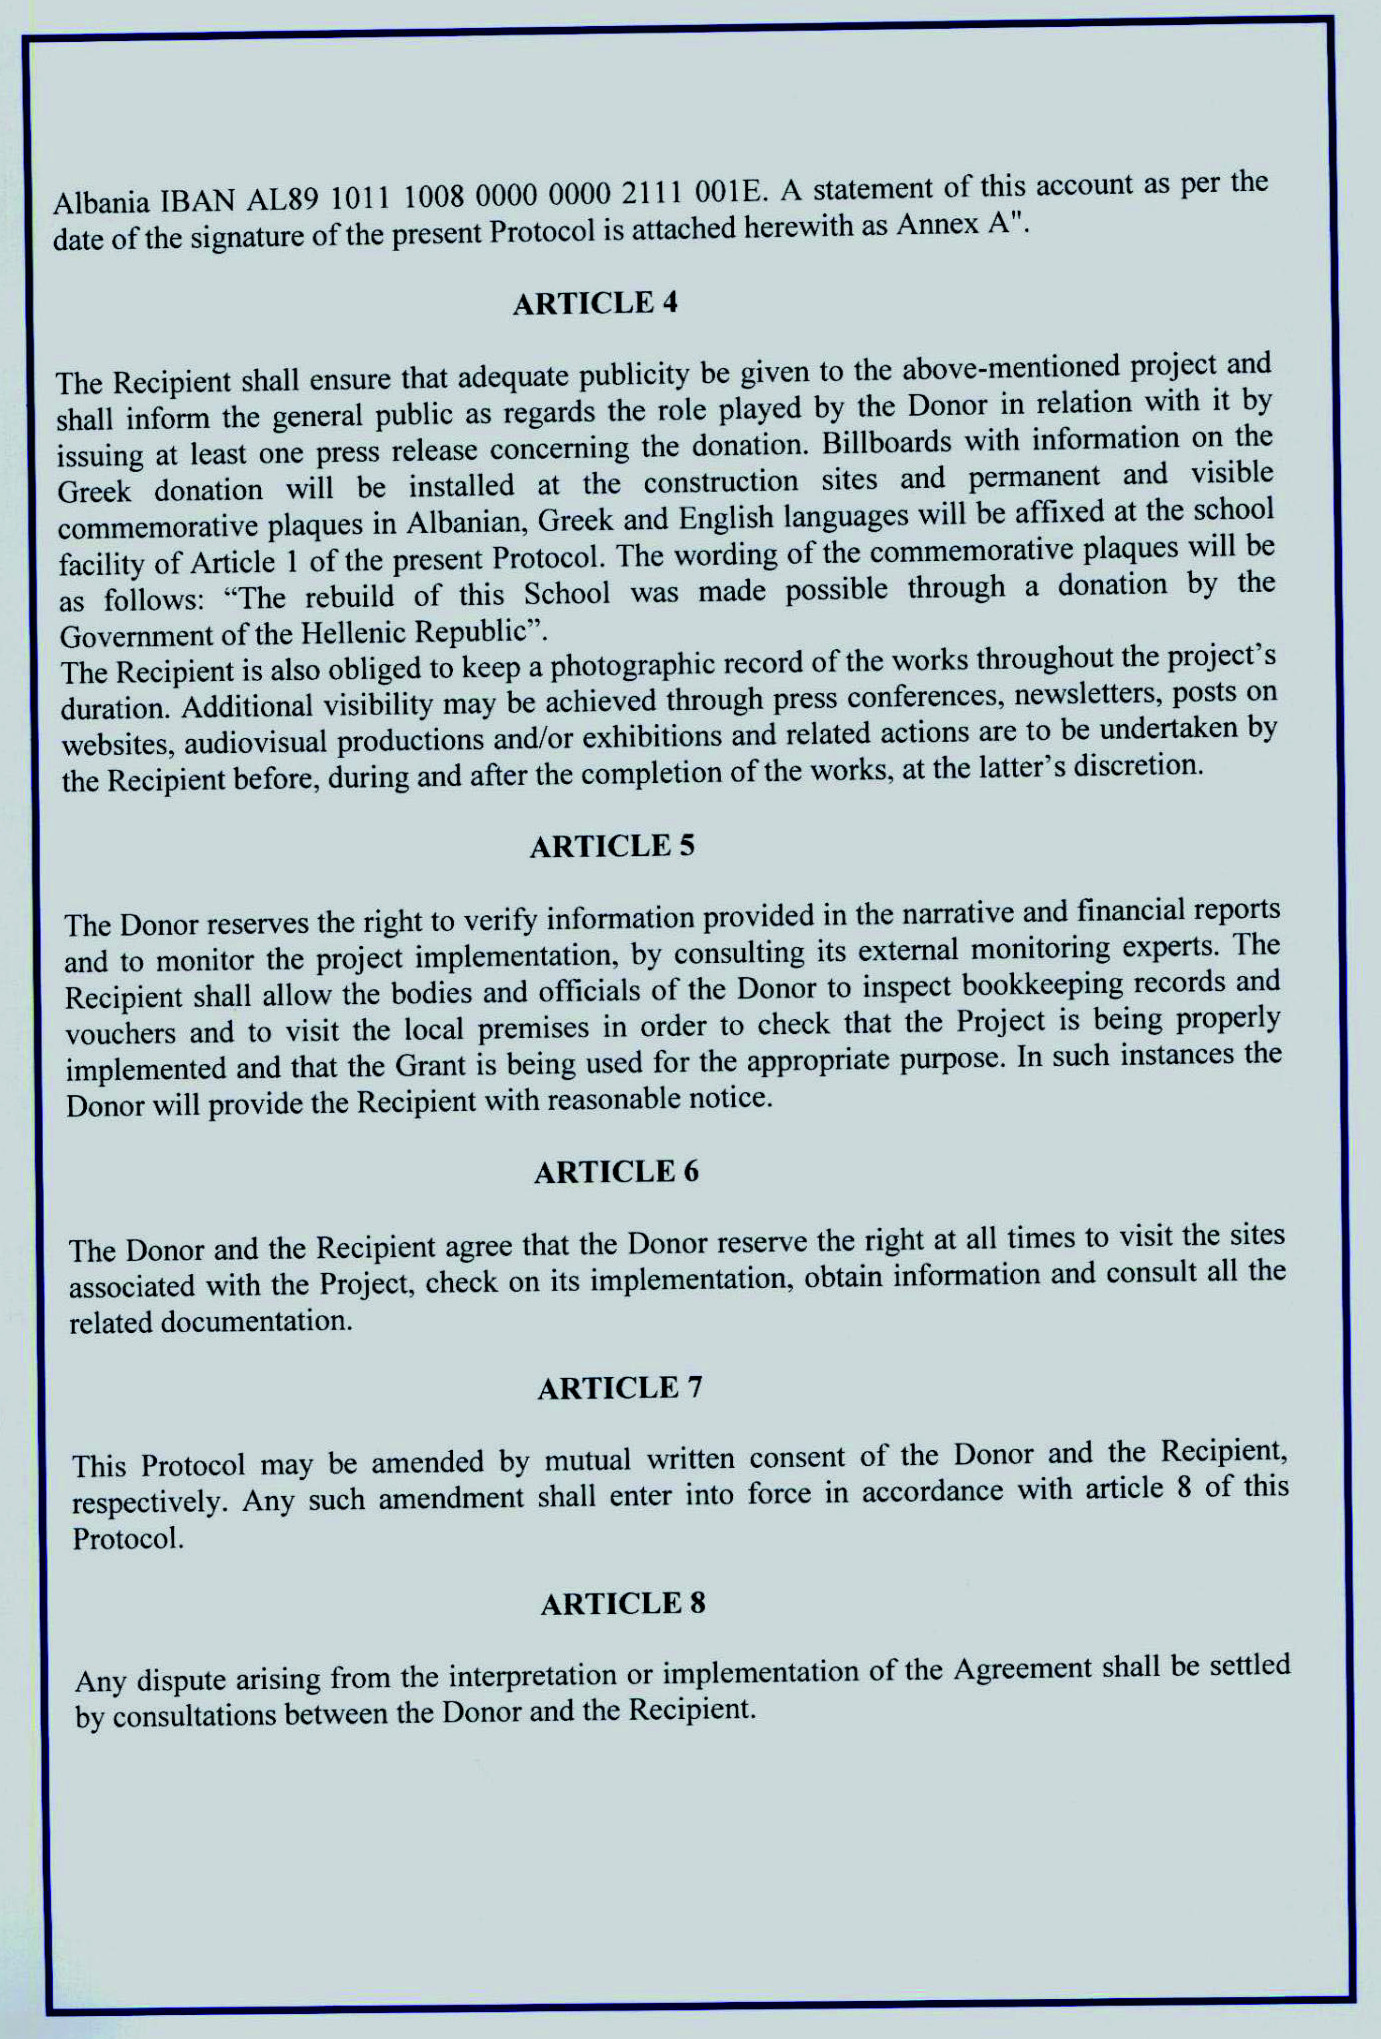 Albania IBAN AL89 1011 1008 0000 0000 2111 001E. A statement of this account as per the
date of the signature of the present Protocol is attached herewith as Annex A".
ARTICLE 4
The Recipient shall ensure that adequate publicity be given to the above-mentioned project and
shall inform the general public as regards the role played by the Donor in relation with it by
issuing at least one press release concerning the donation. Billboards with information on the
Greek donation will be installed at the construction sites and permanent and visible
commemorative plaques in Albanian, Greek and English languages will be affixed at the school
facility of Article 1 of the present Protocol. The wording of the commemorative plaques will be
as follows: “The rebuild of this School was made possible through a donation by the
Government of the Hellenic Republic”.
The Recipient is also obliged to keep a photographic record of the works throughout the project’s
duration. Additional visibility may be achieved through press conferences, newsletters, posts on
websites, audiovisual productions and/or exhibitions and related actions are to be undertaken by
the Recipient before, during and after the completion of the works, at the latter’s discretion.
ARTICLE 5
The Donor reserves the right to verify information provided in the narrative and financial reports
and to monitor the project implementation, by consulting its external monitoring experts. The
Recipient shall allow the bodies and officials of the Donor to inspect bookkeeping records and
vouchers and to visit the local premises in order to check that the Project is being properly
implemented and that the Grant is being used for the appropriate purpose. In such instances the
Donor will provide the Recipient with reasonable notice.
ARTICLE 6
The Donor and the Recipient agree that the Donor reserve the right at all times to visit the sites
associated with the Project, check on its implementation, obtain information and consult all the
related documentation.
ARTICLE 7
This Protocol may be amended by mutual written consent of the Donor and the Recipient,
respectively. Any such amendment shall enter into force in accordance with article 8 of this
Protocol.
ARTICLE 8
Any dispute arising from the interpretation or implementation of the Agreement shall be settled
by consultations between the Donor and the Recipient.